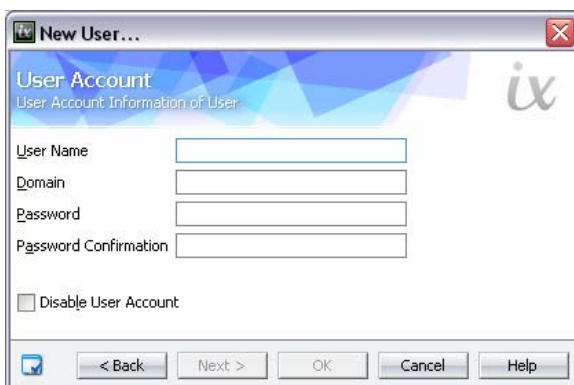 ix New User...
User Account
User Account Information of User
ix
User Name
Domain
Password
Password Confirmation
Disable User Account
< Back Next > OK Cancel Help